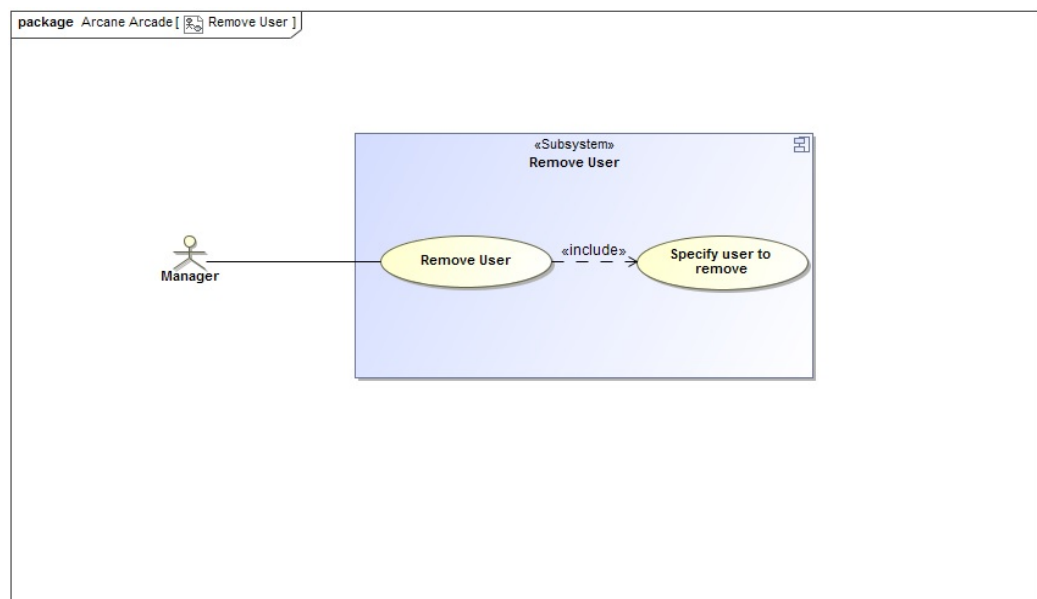 package Arcane Arcade [ Remove User ]
«Subsystem»
Remove User
Manager
Remove User
«include»
Specify user to
remove